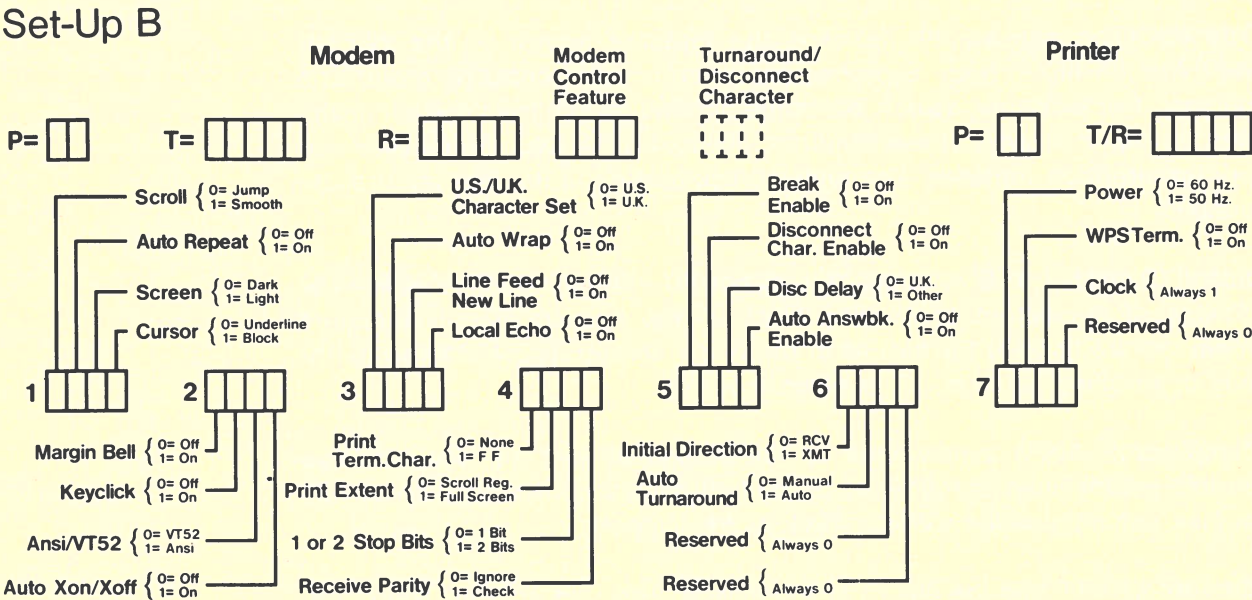 Set-Up B
Modem
Modem
Control
Feature
Turnaround/
Disconnect
Character
Printer
P=
T=
R=
P=
T/R=
Scroll { 0= Jump
1= Smooth
Auto Repeat { 0= Off
1= On
Screen { 0= Dark
1= Light
Cursor { 0= Underline
1= Block
U.S./U.K.
Character Set { 0= U.S.
1= U.K.
Auto Wrap { 0= Off
1= On
Line Feed
New Line { 0= Off
1= On
Local Echo { 0= Off
1= On
Break
Enable { 0= Off
1= On
Disconnect
Char. Enable { 0= Off
1= On
Disc Delay { 0= U.K.
1= Other
Auto Answbk.
Enable { 0= Off
1= On
Power { 0= 60 Hz.
1= 50 Hz.
WPS Term. { 0= Off
1= On
Clock { Always 1
Reserved { Always 0
1
2
3
4
5
6
7
Margin Bell { 0= Off
1= On
Keyclick { 0= Off
1= On
Ansi/VT52 { 0= VT52
1= Ansi
Auto Xon/Xoff { 0= Off
1= On
Print
Term.Char. { 0= None
1= F F
Print Extent { 0= Scroll Reg.
1= Full Screen
1 or 2 Stop Bits { 0= 1 Bit
1= 2 Bits
Receive Parity { 0= Ignore
1= Check
Initial Direction { 0= RCV
1= XMT
Auto
Turnaround { 0= Manual
1= Auto
Reserved { Always 0
Reserved { Always 0